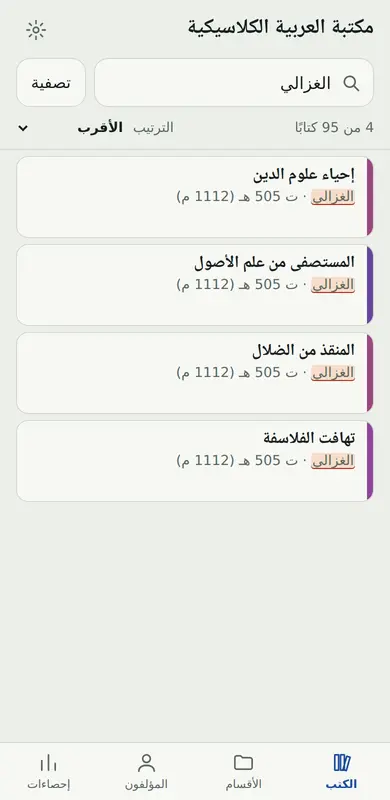 مكتبة العربية الكلاسيكية
الغزالي
تصفية
4 من 95 كتابًا
الترتيب الأقرب
إحياء علوم الدين
الغزالي · ت 505 هـ (1112 م)
المستصفى من علم الأصول
الغزالي · ت 505 هـ (1112 م)
المنقذ من الضلال
الغزالي · ت 505 هـ (1112 م)
تهافت الفلاسفة
الغزالي · ت 505 هـ (1112 م)
الكتب
الأقسام
المؤلفون
إحصاءات